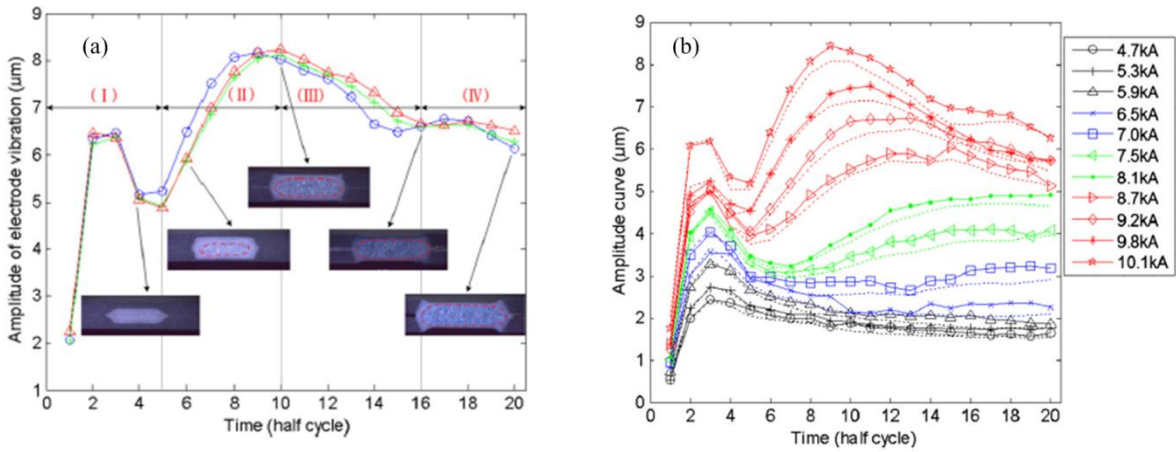 (a)
Amplitude of electrode vibration (μm)
9
8
7
6
5
4
3
2
1
( I )
( II )
(III)
( IV )
0 2 4 6 8 10 12 14 16 18 20
Time (half cycle)
(b)
Amplitude curve (μm)
9
8
7
6
5
4
3
2
1
0
0 2 4 6 8 10 12 14 16 18 20
Time (half cycle)
4.7kA
5.3kA
5.9kA
6.5kA
7.0kA
7.5kA
8.1kA
8.7kA
9.2kA
9.8kA
10.1kA